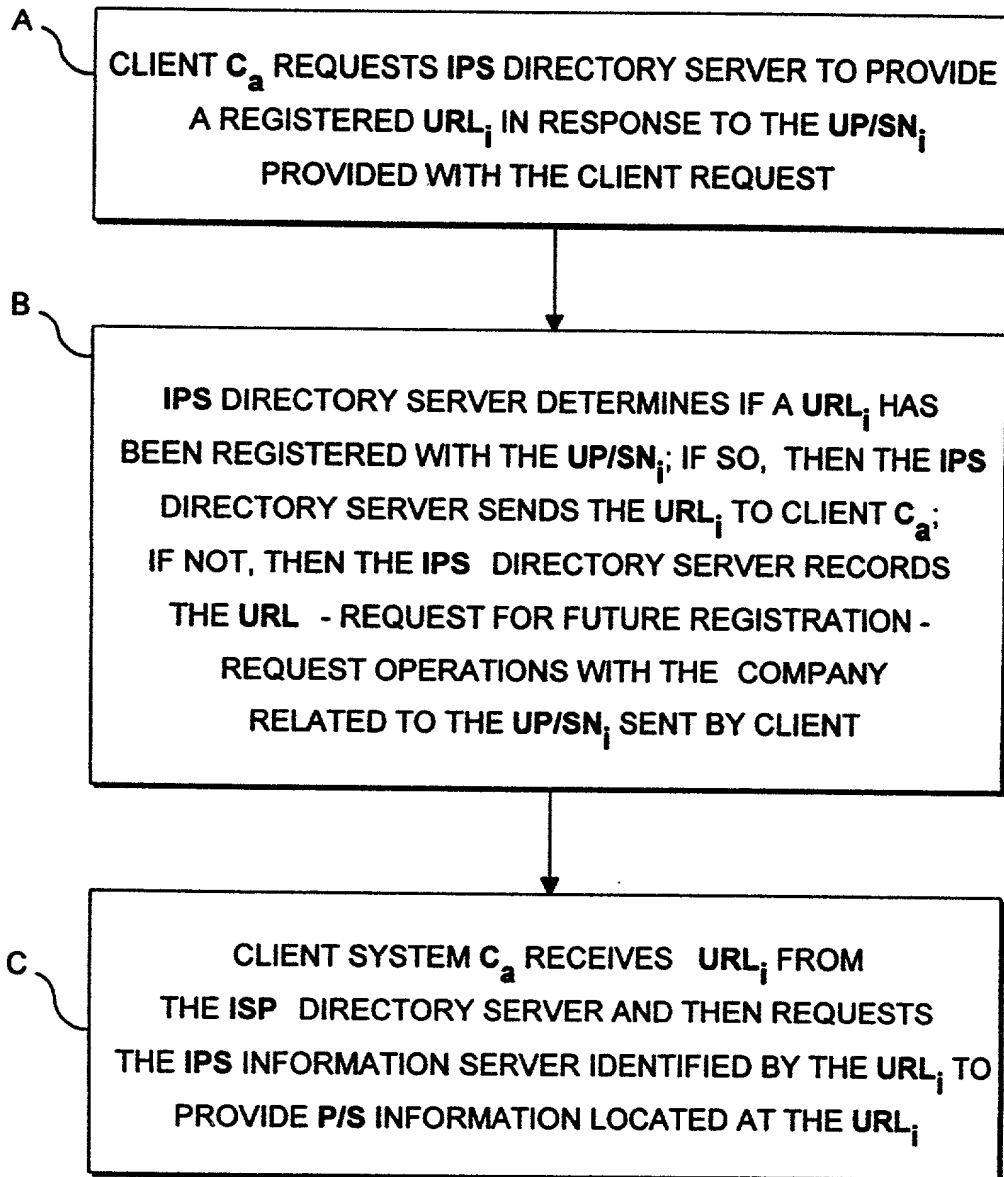 A
CLIENT Ca REQUESTS IPS DIRECTORY SERVER TO PROVIDE
A REGISTERED URLi IN RESPONSE TO THE UP/SNi
PROVIDED WITH THE CLIENT REQUEST
B
IPS DIRECTORY SERVER DETERMINES IF A URLi HAS
BEEN REGISTERED WITH THE UP/SNi; IF SO, THEN THE IPS
DIRECTORY SERVER SENDS THE URLi TO CLIENT Ca;
IF NOT, THEN THE IPS DIRECTORY SERVER RECORDS
THE URL - REQUEST FOR FUTURE REGISTRATION -
REQUEST OPERATIONS WITH THE COMPANY
RELATED TO THE UP/SNi SENT BY CLIENT
C
CLIENT SYSTEM Ca RECEIVES URLi FROM
THE ISP DIRECTORY SERVER AND THEN REQUESTS
THE IPS INFORMATION SERVER IDENTIFIED BY THE URLi TO
PROVIDE P/S INFORMATION LOCATED AT THE URLi